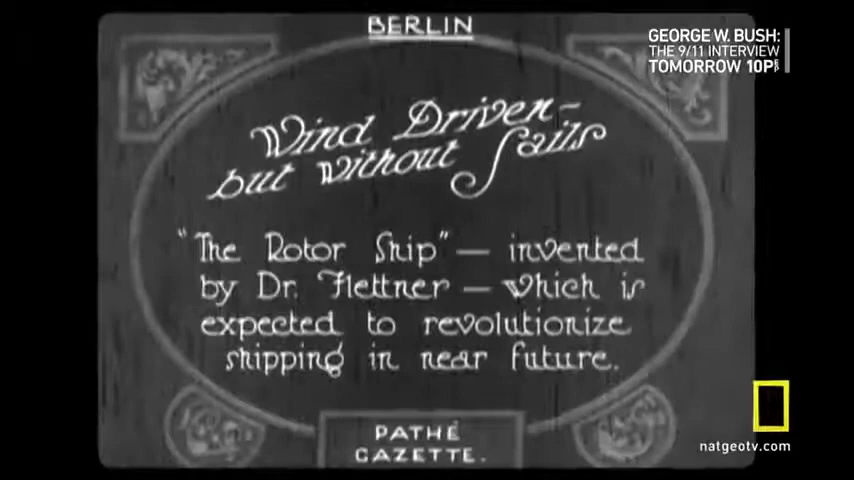 BERLIN
GEORGE W. BUSH:
THE 9/11 INTERVIEW
TOMORROW 10P
Wind Driven-
but without Sails
"The Rotor Ship" — invented
by Dr. Flettner — which is
expected to revolutionize
shipping in near future.
PATHÉ
GAZETTE.
natgeotv.com